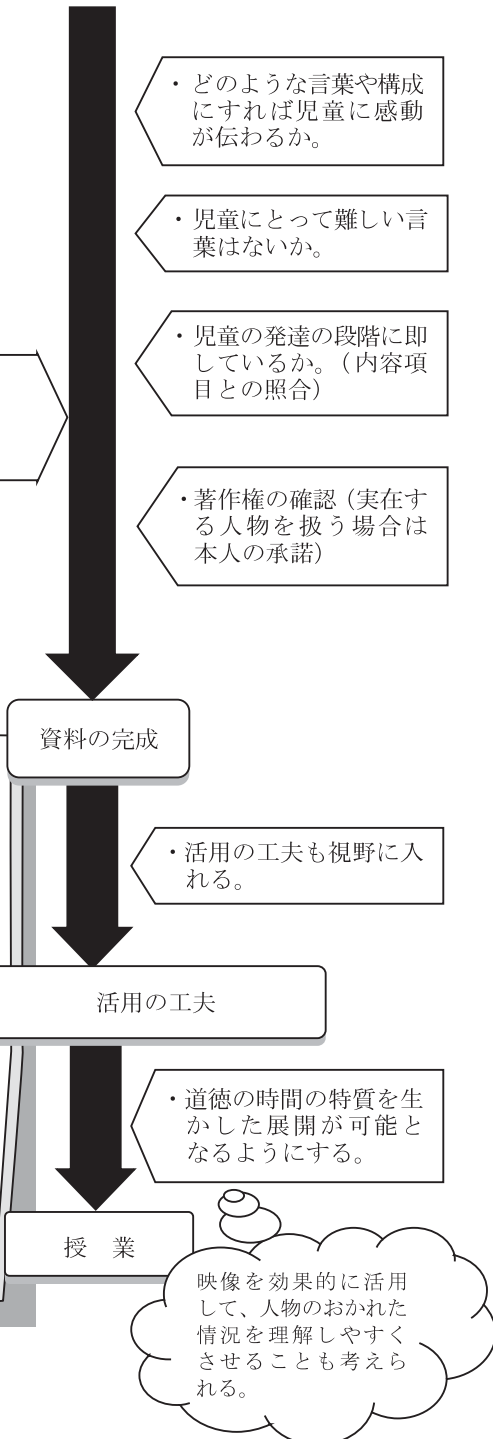 ・どのような言葉や構成
にすれば児童に感動
が伝わるか。
・児童にとって難しい言
葉はないか。
・児童の発達の段階に即
しているか。（内容項
目との照合）
・著作権の確認（実在す
る人物を扱う場合は
本人の承諾）
資料の完成
・活用の工夫も視野に入
れる。
活用の工夫
・道徳の時間の特質を生
かした展開が可能と
なるようにする。
授　業
映像を効果的に活用
して、人物のおかれた
情況を理解しやすく
させることも考えら
れる。